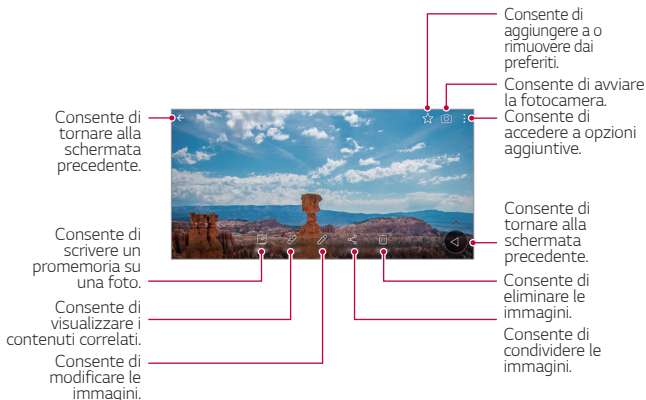 Consente di
aggiungere a o
rimuovere dai
preferiti.
Consente di avviare
la fotocamera.
Consente di
accedere a opzioni
aggiuntive.
Consente di
tornare alla
schermata
precedente.
Consente di
tornare alla
schermata
precedente.
Consente di
scrivere un
promemoria su
una foto.
Consente di
eliminare le
immagini.
Consente di
visualizzare i
contenuti correlati.
Consente di
condividere le
immagini.
Consente di
modificare le
immagini.